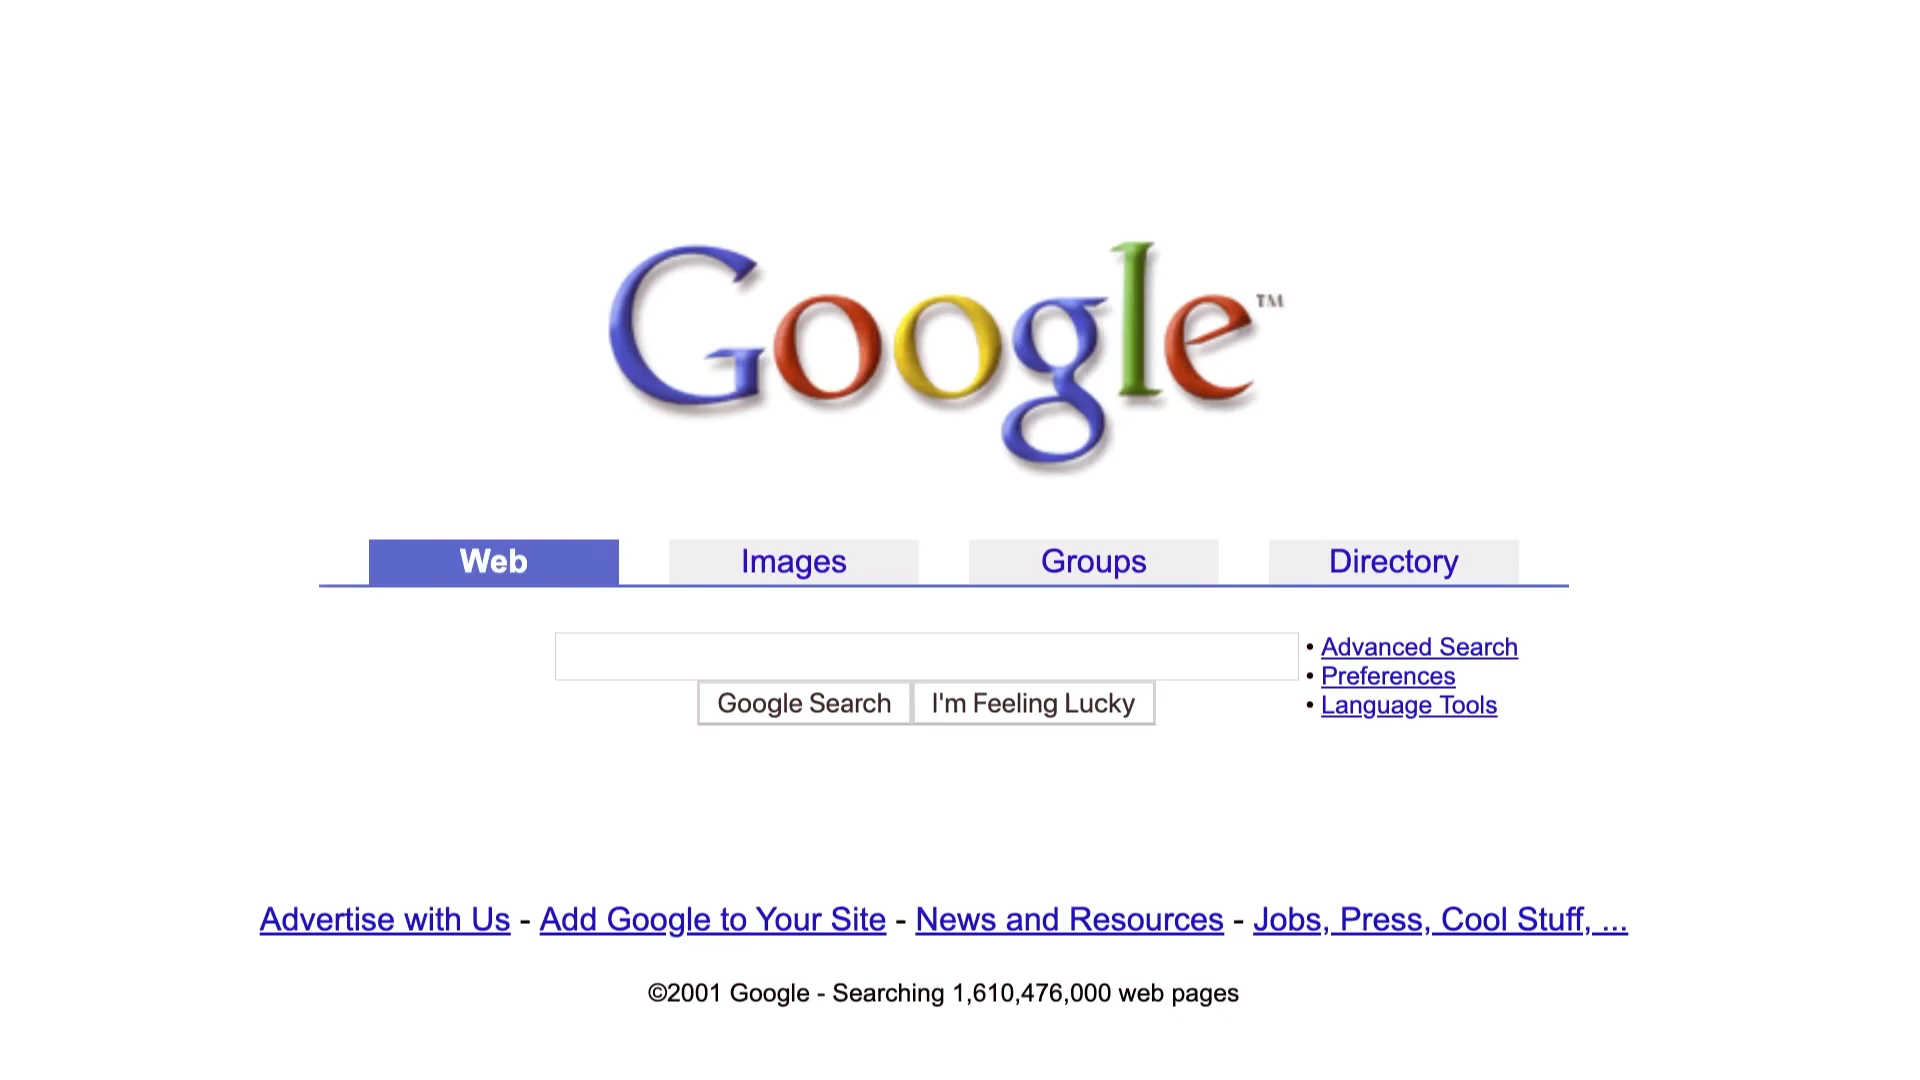 Google™
Web Images Groups Directory
• Advanced Search
• Preferences
• Language Tools
Google Search I'm Feeling Lucky
Advertise with Us - Add Google to Your Site - News and Resources - Jobs, Press, Cool Stuff, ...
©2001 Google - Searching 1,610,476,000 web pages